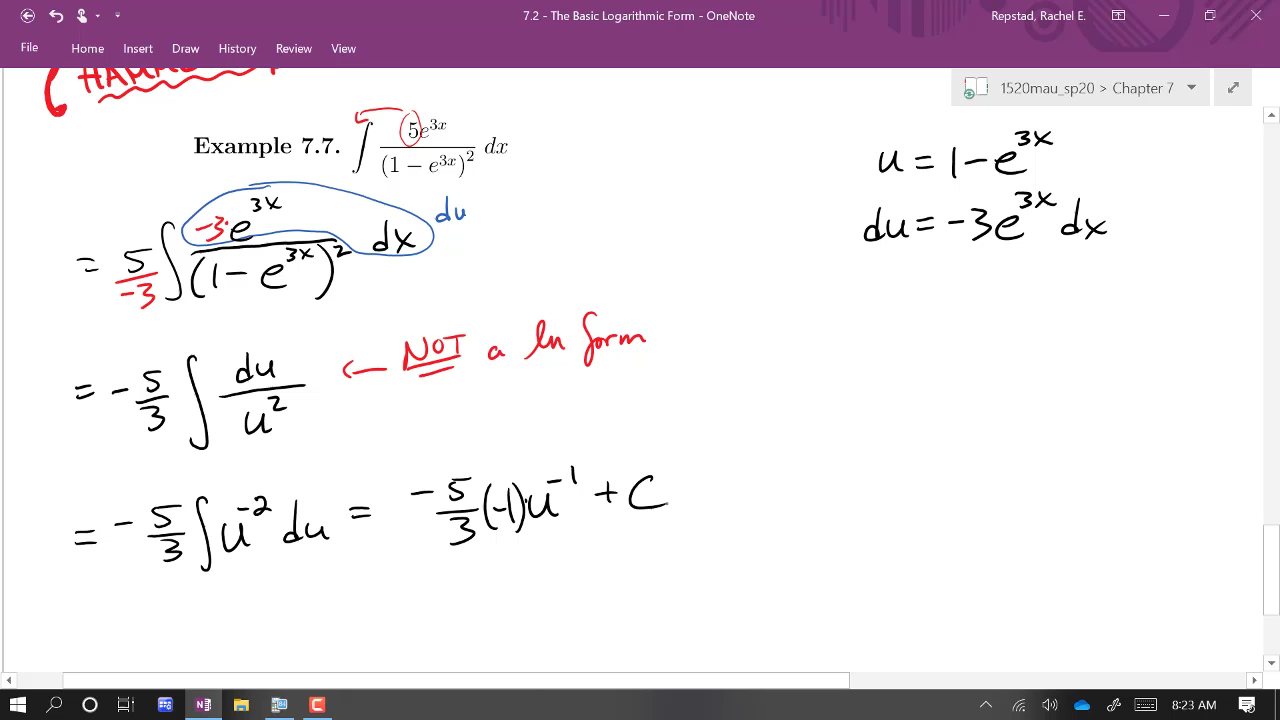 7.2 - The Basic Logarithmic Form - OneNote
Repstad, Rachel E.
File Home Insert Draw History Review View
1520mau_sp20 > Chapter 7
Example 7.7. ∫ 5e^{3x} / (1 − e^{3x})^2 dx
u = 1 − e^{3x}
du = −3e^{3x} dx
= 5/−3 ∫ −3·e^{3x} / (1 − e^{3x})^2 dx du
= − 5/3 ∫ du/u^2 ← NOT a ln form
= − 5/3 ∫ u^{−2} du = −5/3 (−1)·u^{−1} + C
8:23 AM